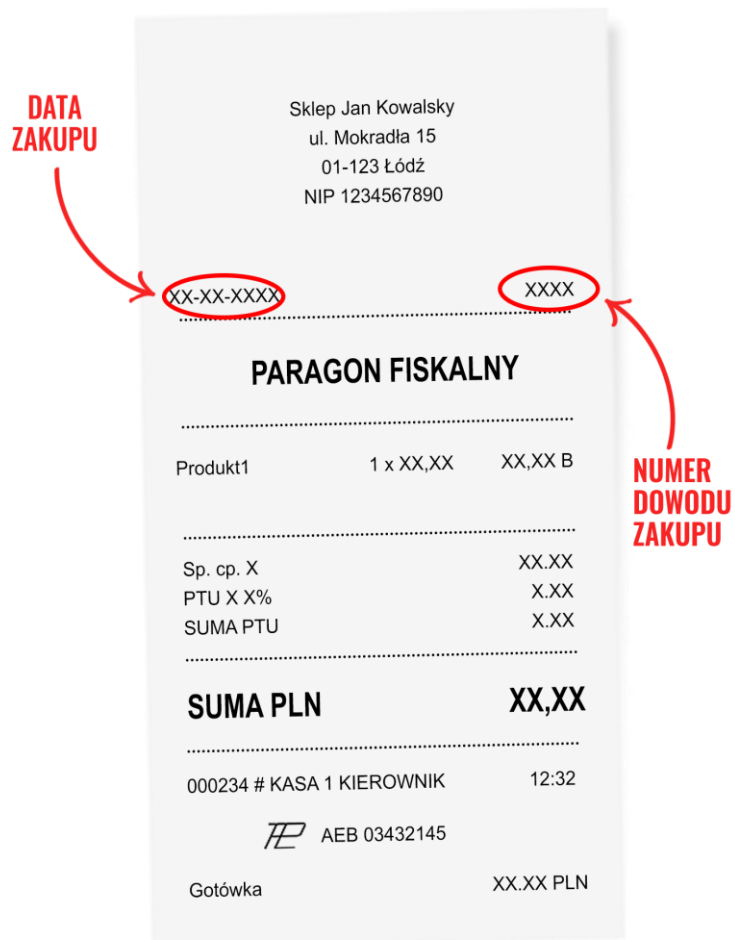 DATA
ZAKUPU
Sklep Jan Kowalsky
ul. Mokradła 15
01-123 Łódź
NIP 1234567890
XX-XX-XXXX XXXX
PARAGON FISKALNY
Produkt1 1 x XX,XX XX,XX B
NUMER
DOWODU
ZAKUPU
Sp. cp. X XX.XX
PTU X X% X.XX
SUMA PTU X.XX
SUMA PLN XX,XX
000234 # KASA 1 KIEROWNIK 12:32
AEB 03432145
Gotówka XX.XX PLN